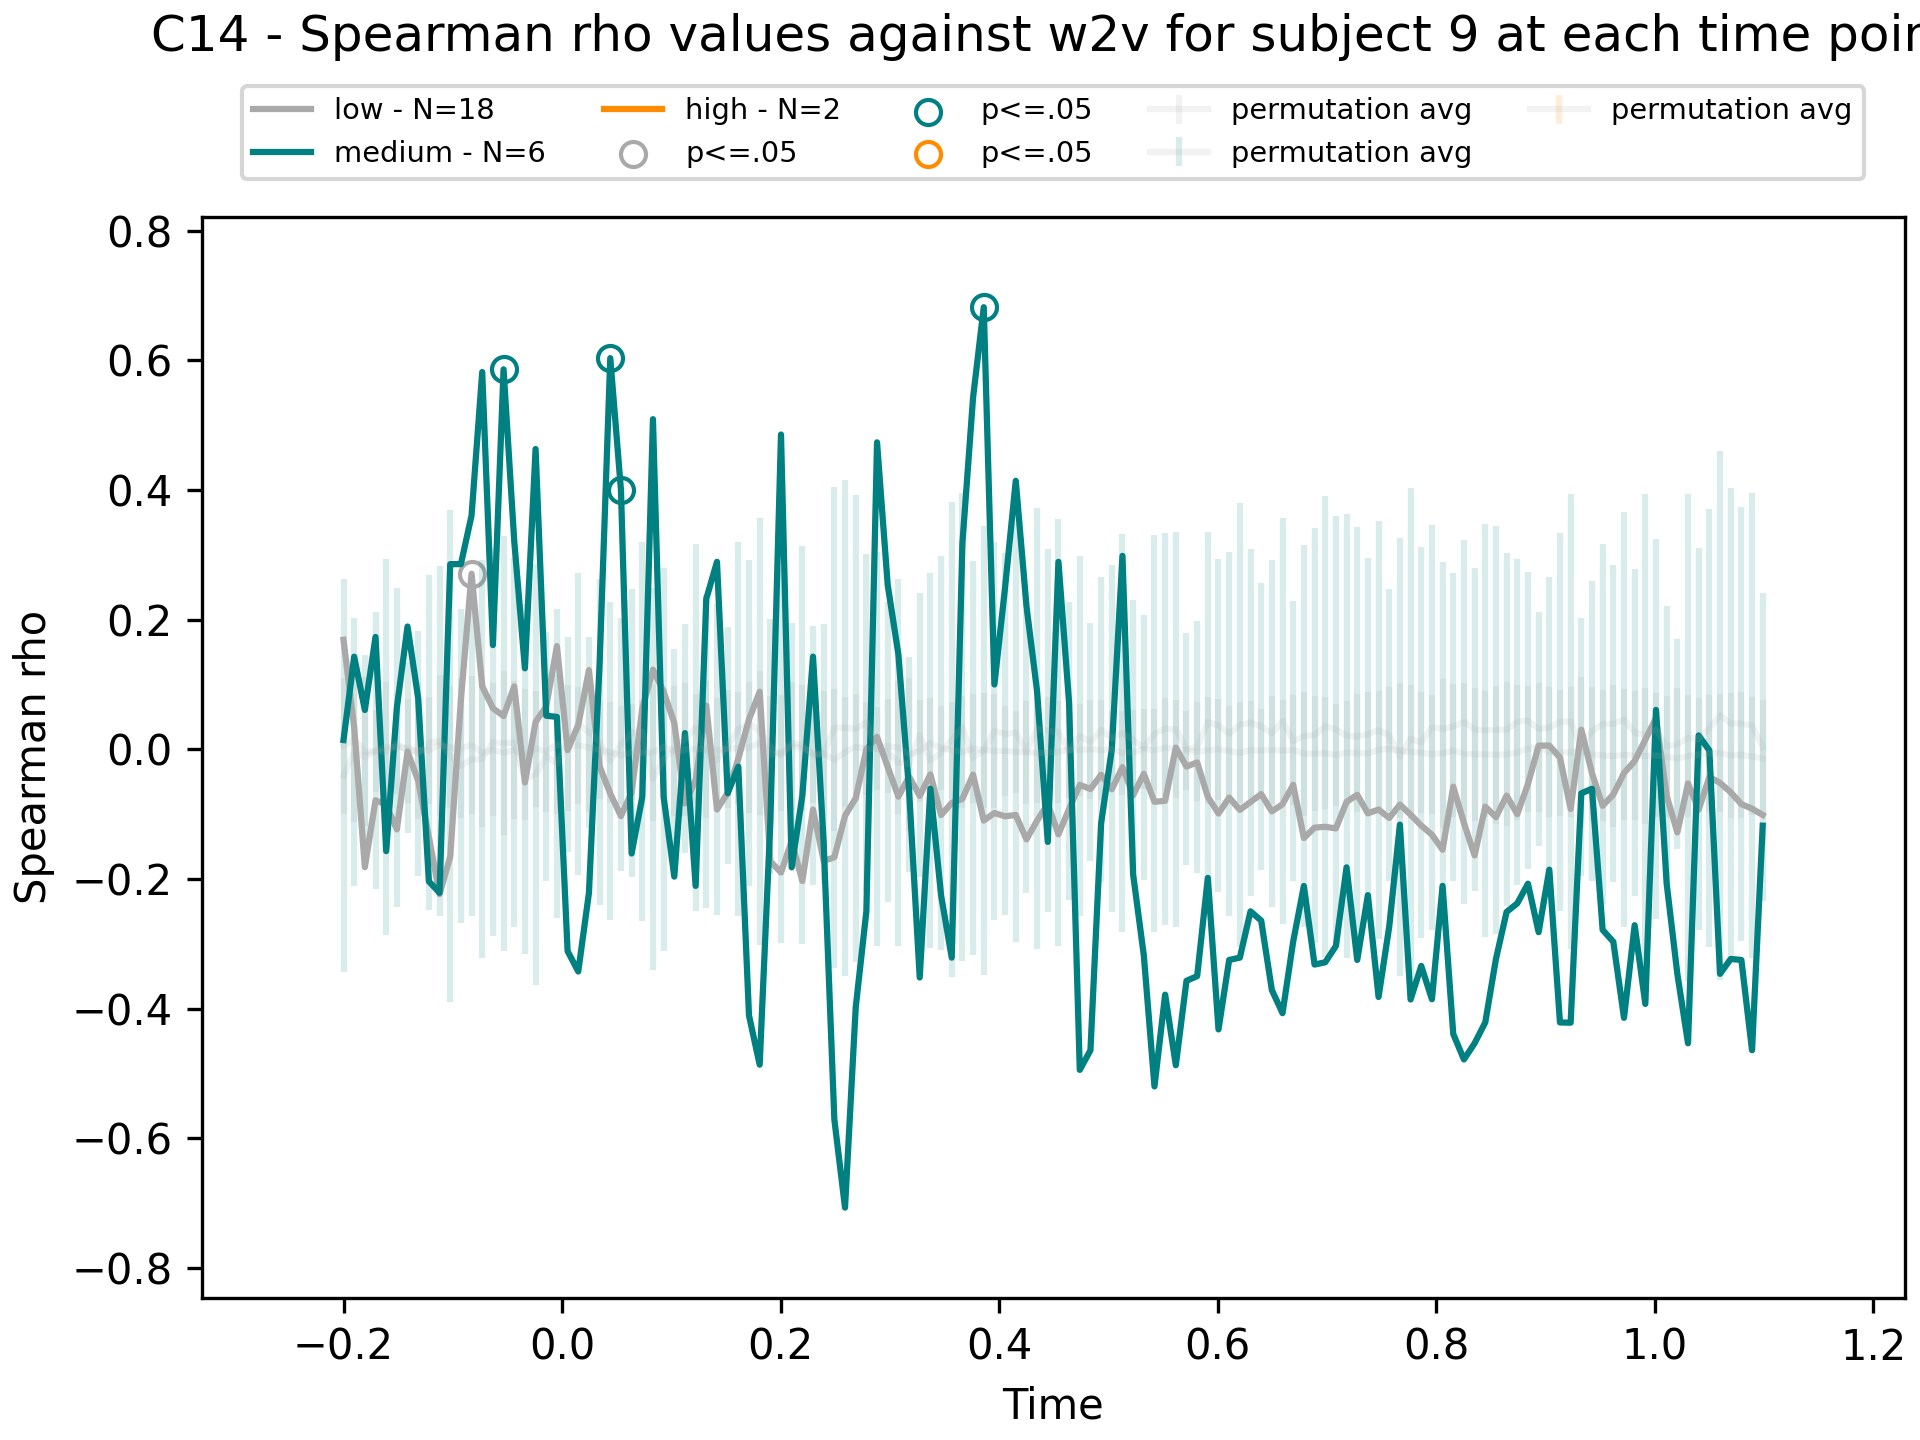 C14 - Spearman rho values against w2v for subject 9 at each time poin
low - N=18
medium - N=6
high - N=2
p<=.05
p<=.05
p<=.05
permutation avg
permutation avg
permutation avg
Spearman rho
0.8
0.6
0.4
0.2
0.0
−0.2
−0.4
−0.6
−0.8
−0.2 0.0 0.2 0.4 0.6 0.8 1.0 1.2
Time